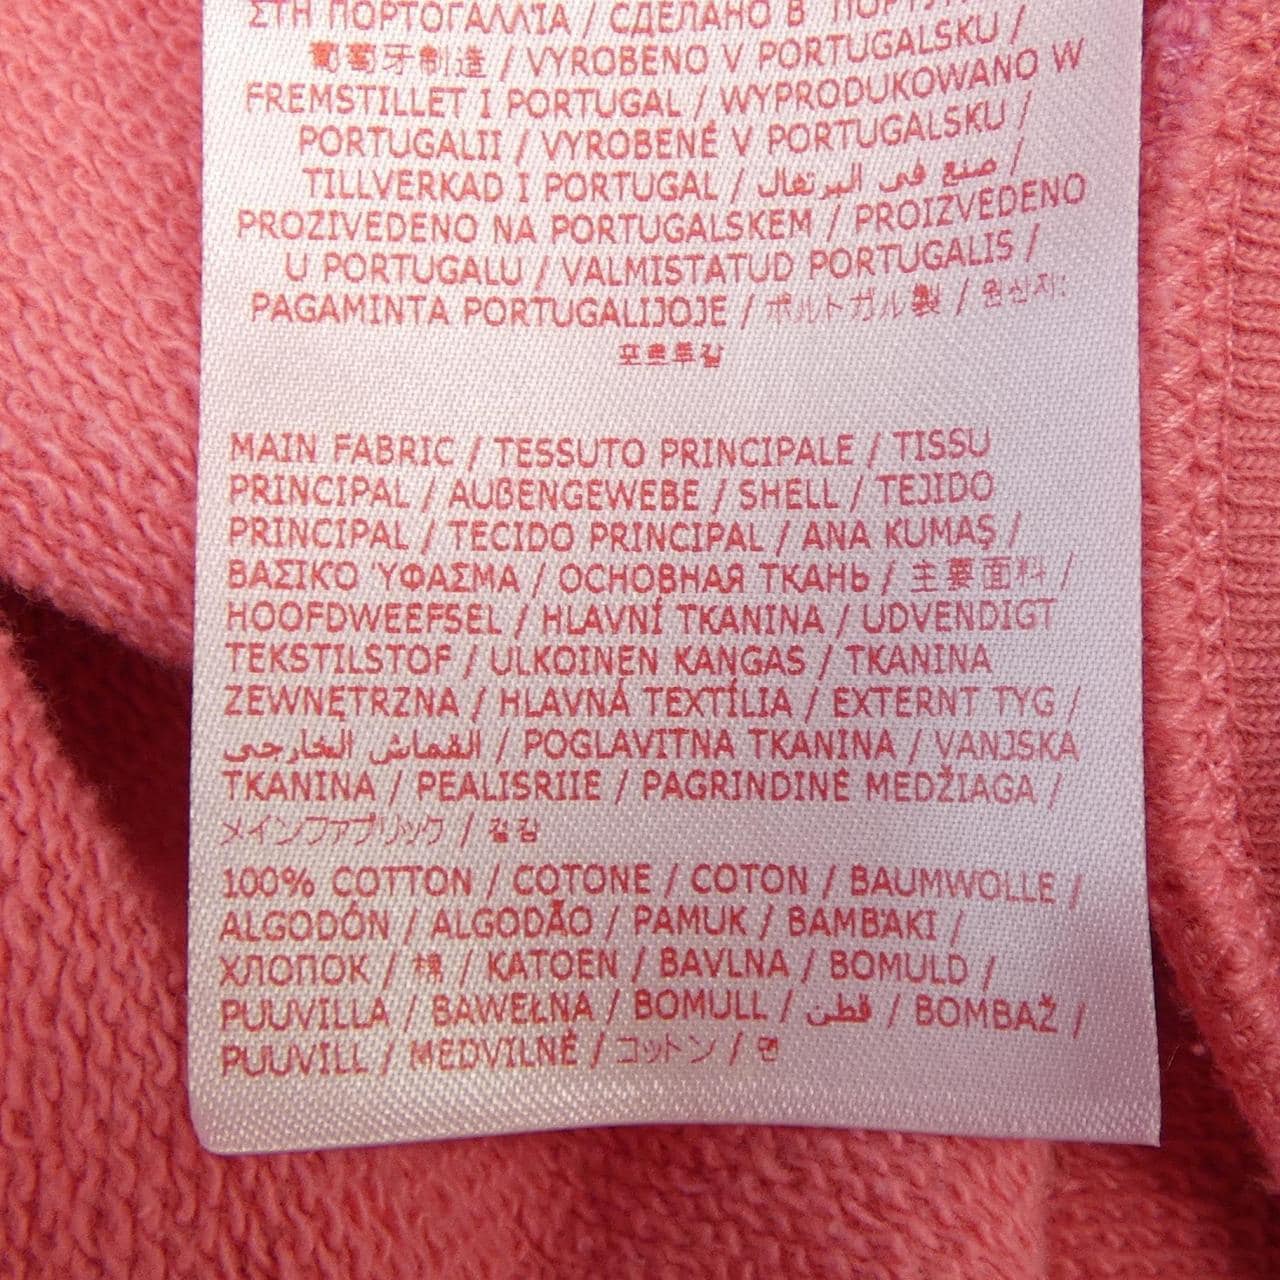 ΣΤΗ ΠΟΡΤΟΓΑΛΛΊΑ / СДЕЛАНО В
葡萄牙制造 / VYROBENO V PORTUGALSKU /
FREMSTILLET I PORTUGAL / WYPRODUKOWANO W
PORTUGALII / VYROBENÉ V PORTUGALSKU /
TILLVERKAD I PORTUGAL / صنع في البرتغال /
PROZIVEDENO NA PORTUGALSKEM / PROIZVEDENO
U PORTUGALU / VALMISTATUD PORTUGALIS /
PAGAMINTA PORTUGALIJOJE / ポルトガル製 / 원산지:
포르투갈
MAIN FABRIC / TESSUTO PRINCIPALE / TISSU
PRINCIPAL / AUßENGEWEBE / SHELL / TEJIDO
PRINCIPAL / TECIDO PRINCIPAL / ANA KUMAŞ /
ΒΑΣΙΚΟ ΥΦΑΣΜΑ / ОСНОВНАЯ ТКАНЬ / 主要面料 /
HOOFDWEEFSEL / HLAVNÍ TKANINA / UDVENDIGT
TEKSTILSTOF / ULKOINEN KANGAS / TKANINA
ZEWNĘTRZNA / HLAVNÁ TEXTÍLIA / EXTERNT TYG /
القماش الخارجي / POGLAVITNA TKANINA / VANJSKA
TKANINA / PEALISRIIE / PAGRINDINĖ MEDŽIAGA /
メインファブリック / 겉감
100% COTTON / COTONE / COTON / BAUMWOLLE /
ALGODÓN / ALGODÃO / PAMUK / ΒΑΜΒΆΚΙ /
ХЛОПОК / 棉 / KATOEN / BAVLNA / BOMULD /
PUUVILLA / BAWEŁNA / BOMULL / قطن / BOMBAŽ /
PUUVILL / MEDVILNĖ / コットン / 면